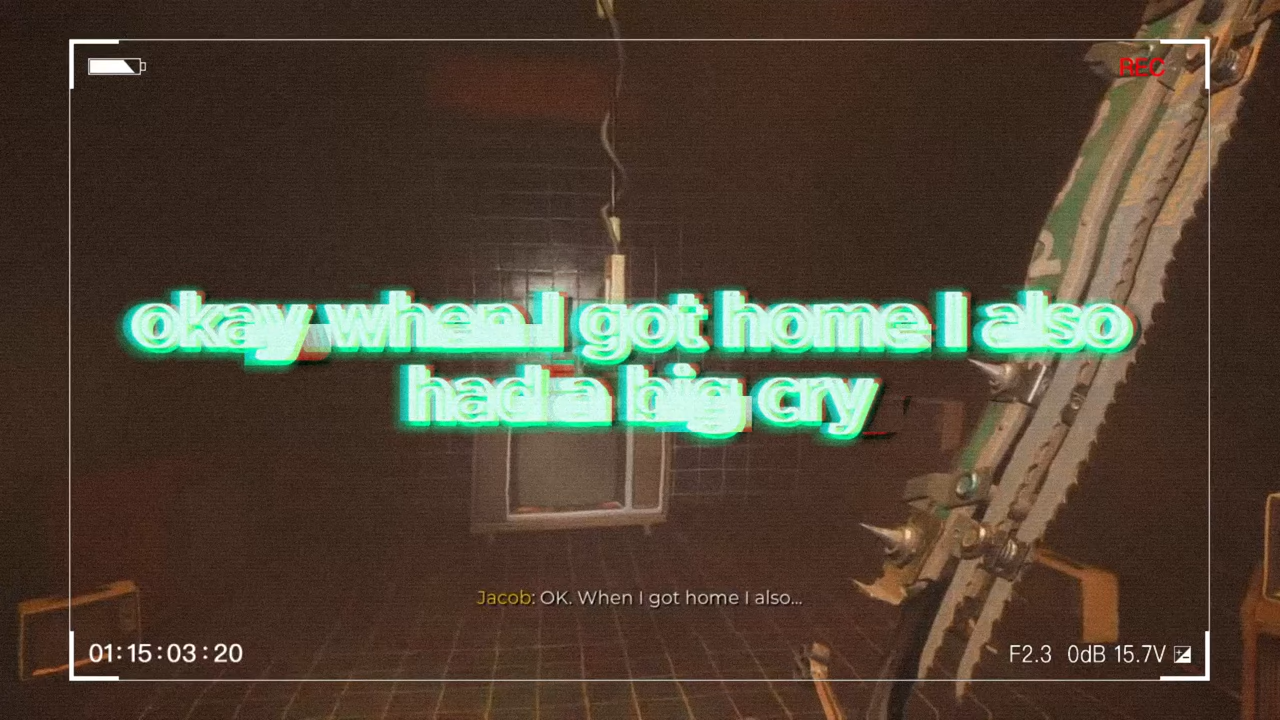 REC
okay when I got home I also
had a big cry
Jacob: OK. When I got home I also...
01:15:03:20
F2.3 0dB 15.7V